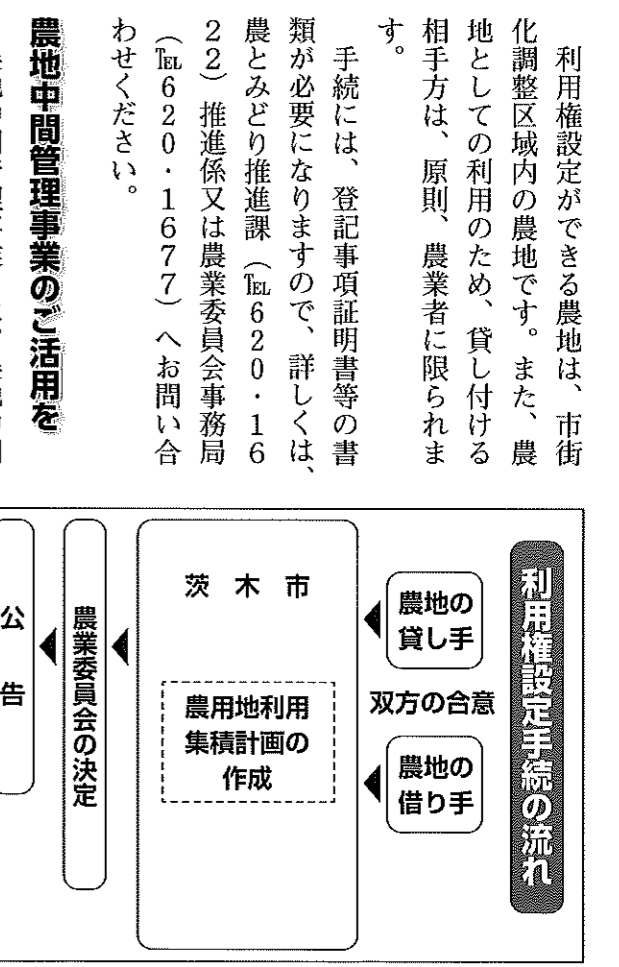 利用権設定ができる農地は、市街
化調整区域内の農地です。また、農
地としての利用のため、貸し付ける
相手方は、原則、農業者に限られま
す。
手続には、登記事項証明書等の書
類が必要になりますので、詳しくは、
農とみどり推進課(℡620・16
22)推進係又は農業委員会事務局
(℡620・1677)へお問い合
わせください。
農地中間管理事業のご活用を
利用権設定手続の流れ
農地の
貸し手
双方の合意
農地の
借り手
茨木市
農用地利用
集積計画の
作成
農業委員会の決定
公告